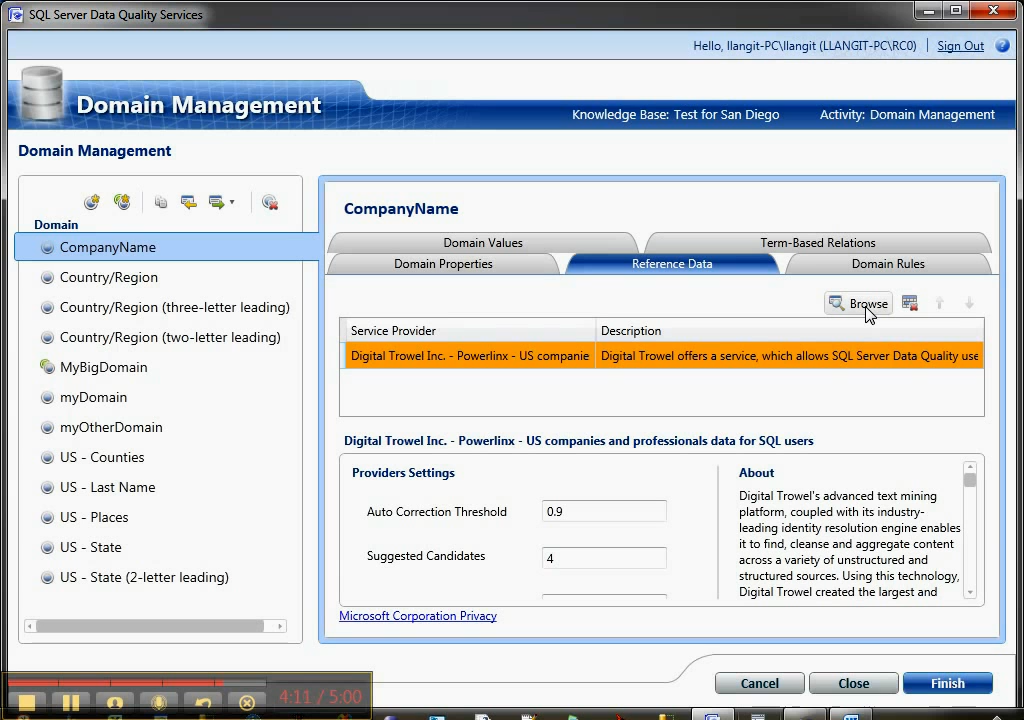 SQL Server Data Quality Services
Hello, llangit-PC\llangit (LLANGIT-PC\RC0) Sign Out
Domain Management
Knowledge Base: Test for San Diego Activity: Domain Management
Domain Management
Domain
CompanyName
Country/Region
Country/Region (three-letter leading)
Country/Region (two-letter leading)
MyBigDomain
myDomain
myOtherDomain
US - Counties
US - Last Name
US - Places
US - State
US - State (2-letter leading)
CompanyName
Domain Values Term-Based Relations
Domain Properties Reference Data Domain Rules
Browse
Service Provider Description
Digital Trowel Inc. - Powerlinx - US companie Digital Trowel offers a service, which allows SQL Server Data Quality use
Digital Trowel Inc. - Powerlinx - US companies and professionals data for SQL users
Providers Settings
Auto Correction Threshold 0.9
Suggested Candidates 4
About
Digital Trowel's advanced text mining
platform, coupled with its industry-
leading identity resolution engine enables
it to find, cleanse and aggregate content
across a variety of unstructured and
structured sources. Using this technology,
Digital Trowel created the largest and
Microsoft Corporation Privacy
Cancel Close Finish
4:11 / 5:00